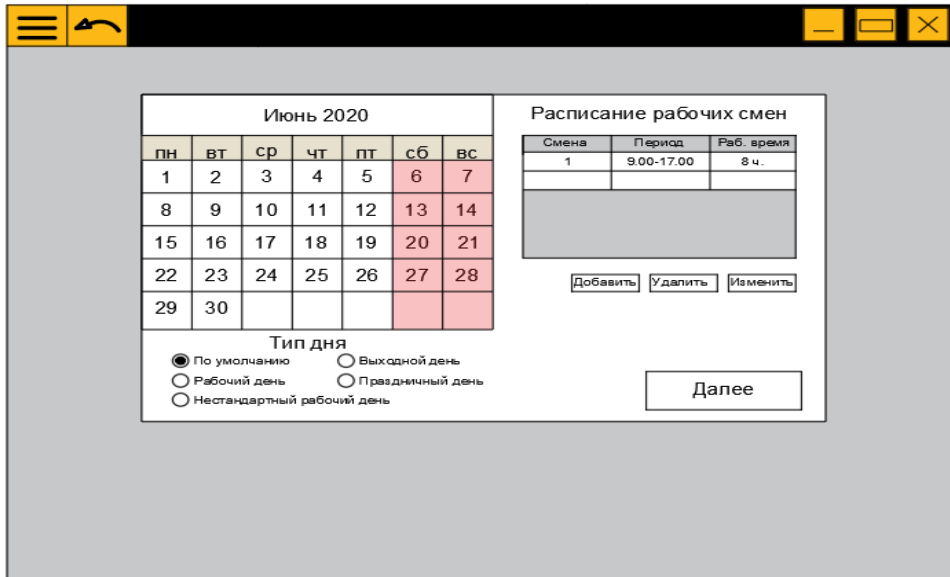 Июнь 2020
пн вт ср чт пт сб вс
1 2 3 4 5 6 7
8 9 10 11 12 13 14
15 16 17 18 19 20 21
22 23 24 25 26 27 28
29 30
Тип дня
По умолчанию Выходной день
Рабочий день Праздничный день
Нестандартный рабочий день
Расписание рабочих смен
Смена Период Раб. время
1 9.00-17.00 8 ч.
Добавить Удалить Изменить
Далее